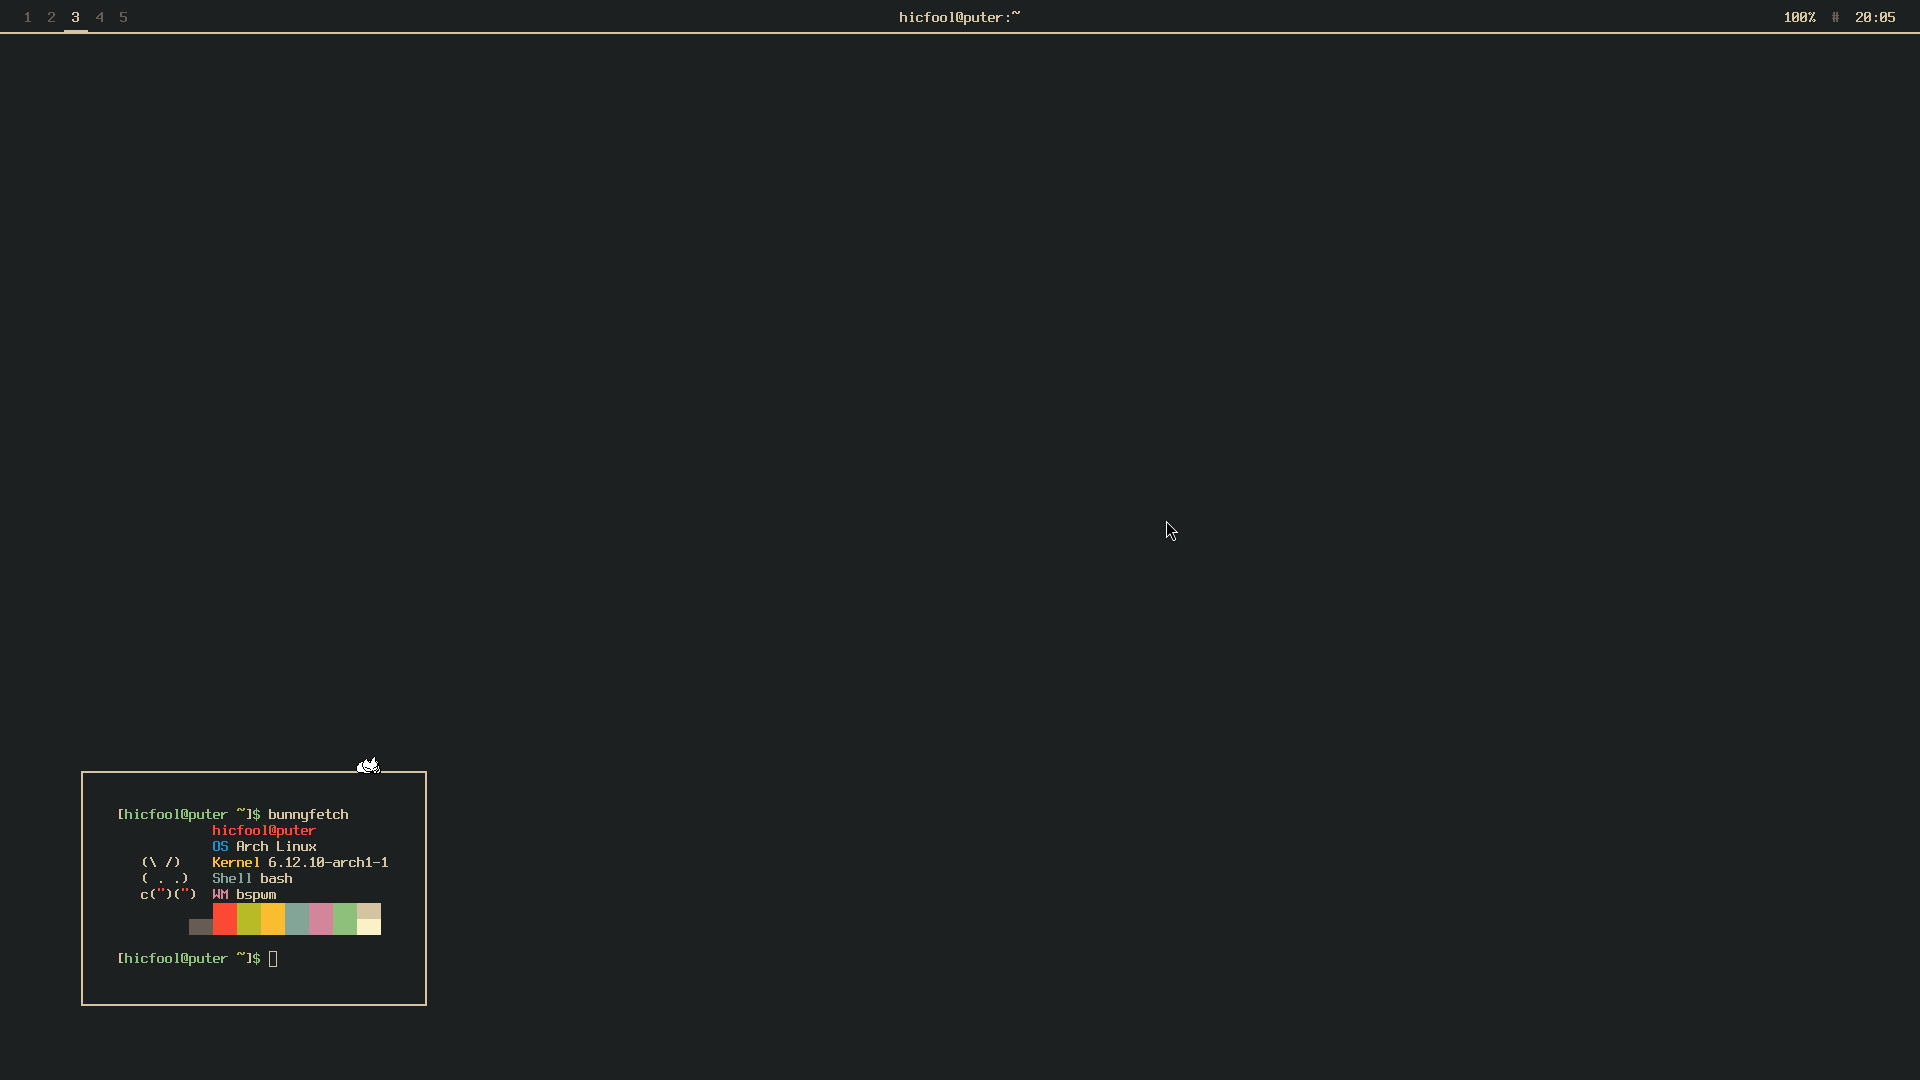 1 2 3 4 5 hicfool@puter:~ 100% # 20:05
[hicfool@puter ~]$ bunnyfetch
hicfool@puter
OS Arch Linux
(\ /) Kernel 6.12.10-arch1-1
( . .) Shell bash
c(")(") WM bspwm
[hicfool@puter ~]$